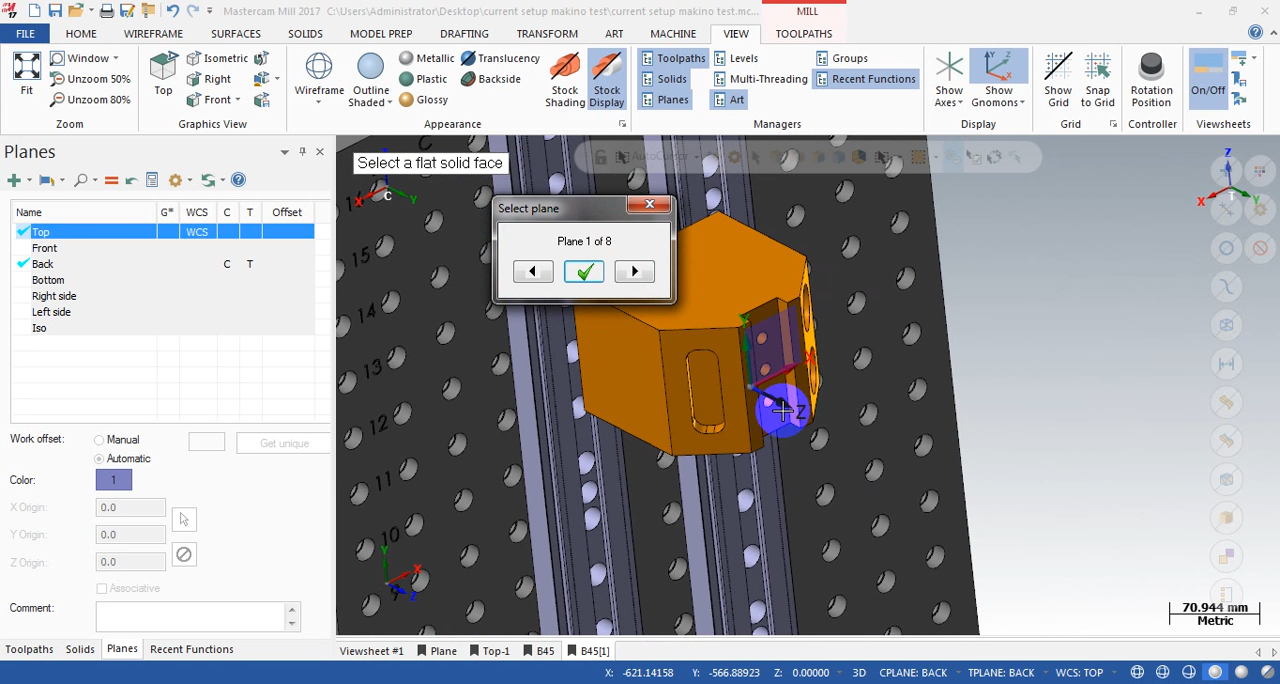 Mastercam Mill 2017 C:\Users\Administrator\Desktop\current setup makino test\current setup makino test.mc...
MILL
FILE HOME WIREFRAME SURFACES SOLIDS MODEL PREP DRAFTING TRANSFORM ART MACHINE VIEW TOOLPATHS
Fit
Window
Unzoom 50%
Unzoom 80%
Zoom
Top
Isometric
Right
Front
Graphics View
Wireframe
Outline Shaded
Metallic
Plastic
Glossy
Translucency
Back
Stock Shading
Stock Display
Appearance
Toolpaths
Solids
Planes
Levels
Multi-Threading
Art
Groups
Recent Functions
Managers
Show Axes
Show Gnomons
Display
Show Grid
Snap to Grid
Grid
Rotation Position
Controller
On/Off
Viewsheets
Planes
Name G* WCS C T Offset
Top WCS
Front
Back C T
Bottom
Right side
Left side
Iso
Work offset: Manual Get unique
Automatic
Color: 1
X Origin: 0.0
Y Origin: 0.0
Z Origin: 0.0
Associative
Comment:
Toolpaths Solids Planes Recent Functions
Select a flat solid face
AutoCursor
Select plane
Plane 1 of 8
C
15
14
13
12
11
10
9
X
Y
C
Y
X
Z
Y
X
Z
Z
X
Y
T
70.944 mm
Metric
Viewsheet #1 Plane Top-1 B45 B45[1]
X: -621.14158 Y: -566.88923 Z: 0.00000 3D CPLANE: BACK TPLANE: BACK WCS: TOP